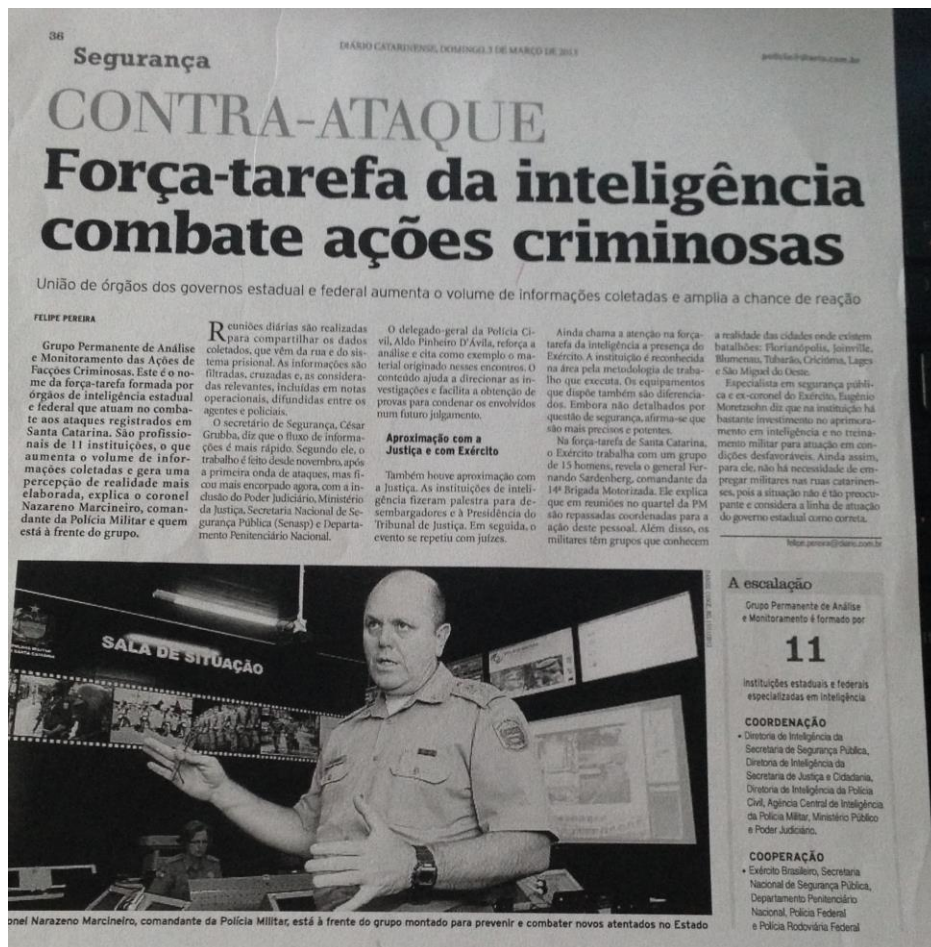 36
Segurança
DIÁRIO CATARINENSE, DOMINGO, 3 DE MARÇO DE 2013
policia@diario.com.br
CONTRA-ATAQUE
Força-tarefa da inteligência
combate ações criminosas
União de órgãos dos governos estadual e federal aumenta o volume de informações coletadas e amplia a chance de reação
FELIPE PEREIRA
Grupo Permanente de Análise
e Monitoramento das Ações de
Facções Criminosas. Este é o no-
me da força-tarefa formada por
órgãos de inteligência estadual
e federal que atuam no comba-
te aos ataques registrados em
Santa Catarina. São profissio-
nais de 11 instituições, o que
aumenta o volume de infor-
mações coletadas e gera uma
percepção de realidade mais
elaborada, explica o coronel
Nazareno Marcineiro, coman-
dante da Polícia Militar e quem
está à frente do grupo.
Reuniões diárias são realizadas
para compartilhar os dados
coletados, que vêm da rua e do sis-
tema prisional. As informações são
filtradas, cruzadas e, as considera-
das relevantes, incluídas em notas
operacionais, difundidas entre os
agentes e policiais.
O secretário de Segurança, César
Grubba, diz que o fluxo de informa-
ções é mais rápido. Segundo ele, o
trabalho é feito desde novembro, após
a primeira onda de ataques, mas fi-
cou mais encorpado agora, com a in-
clusão do Poder Judiciário, Ministério
da Justiça, Secretaria Nacional de Se-
gurança Pública (Senasp) e Departa-
mento Penitenciário Nacional.
O delegado-geral da Polícia Ci-
vil, Aldo Pinheiro D'Ávila, reforça a
análise e cita como exemplo o ma-
terial originado nesses encontros. O
conteúdo ajuda a direcionar as in-
vestigações e facilita a obtenção de
provas para condenar os envolvidos
num futuro julgamento.
Aproximação com a
Justiça e com Exército
Também houve aproximação com
a Justiça. As instituições de inteli-
gência fizeram palestra para de-
sembargadores e à Presidência do
Tribunal de Justiça. Em seguida, o
evento se repetiu com juízes.
Ainda chama a atenção na força-
tarefa da inteligência a presença do
Exército. A instituição é reconhecida
na área pela metodologia de traba-
lho que executa. Os equipamentos
que dispõe também são diferencia-
dos. Embora não detalhados por
questão de segurança, afirma-se que
são mais precisos e potentes.
Na força-tarefa de Santa Catarina,
o Exército trabalha com um grupo
de 15 homens, revela o general Fer-
nando Sardenberg, comandante da
14ª Brigada Motorizada. Ele explica
que em reuniões no quartel da PM
são repassadas coordenadas para a
ação deste pessoal. Além disso, os
militares têm grupos que conhecem
a realidade das cidades onde existem
batalhões: Florianópolis, Joinville,
Blumenau, Tubarão, Criciúma, Lages
e São Miguel do Oeste.
Especialista em segurança públi-
ca e ex-coronel do Exército, Eugênio
Moretzsohn diz que na instituição há
bastante investimento no aprimora-
mento em inteligência e no treina-
mento militar para atuação em con-
dições desfavoráveis. Ainda assim,
para ele, não há necessidade de em-
pregar militares nas ruas catarinen-
ses, pois a situação não é tão preocu-
pante e considera a linha de atuação
do governo estadual como correta.
felipe.pereira@diario.com.br
SALA DE SITUAÇÃO
A escalação
Grupo Permanente de Análise
e Monitoramento é formado por
11
instituições estaduais e federais
especializadas em inteligência
COORDENAÇÃO
• Diretoria de Inteligência da
Secretaria de Segurança Pública,
Diretoria de Inteligência da
Secretaria de Justiça e Cidadania,
Diretoria de Inteligência da Polícia
Civil, Agência Central de Inteligência
da Polícia Militar, Ministério Público
e Poder Judiciário.
COOPERAÇÃO
• Exército Brasileiro, Secretaria
Nacional de Segurança Pública,
Departamento Penitenciário
Nacional, Polícia Federal
e Polícia Rodoviária Federal
onel Narazeno Marcineiro, comandante da Polícia Militar, está à frente do grupo montado para prevenir e combater novos atentados no Estado